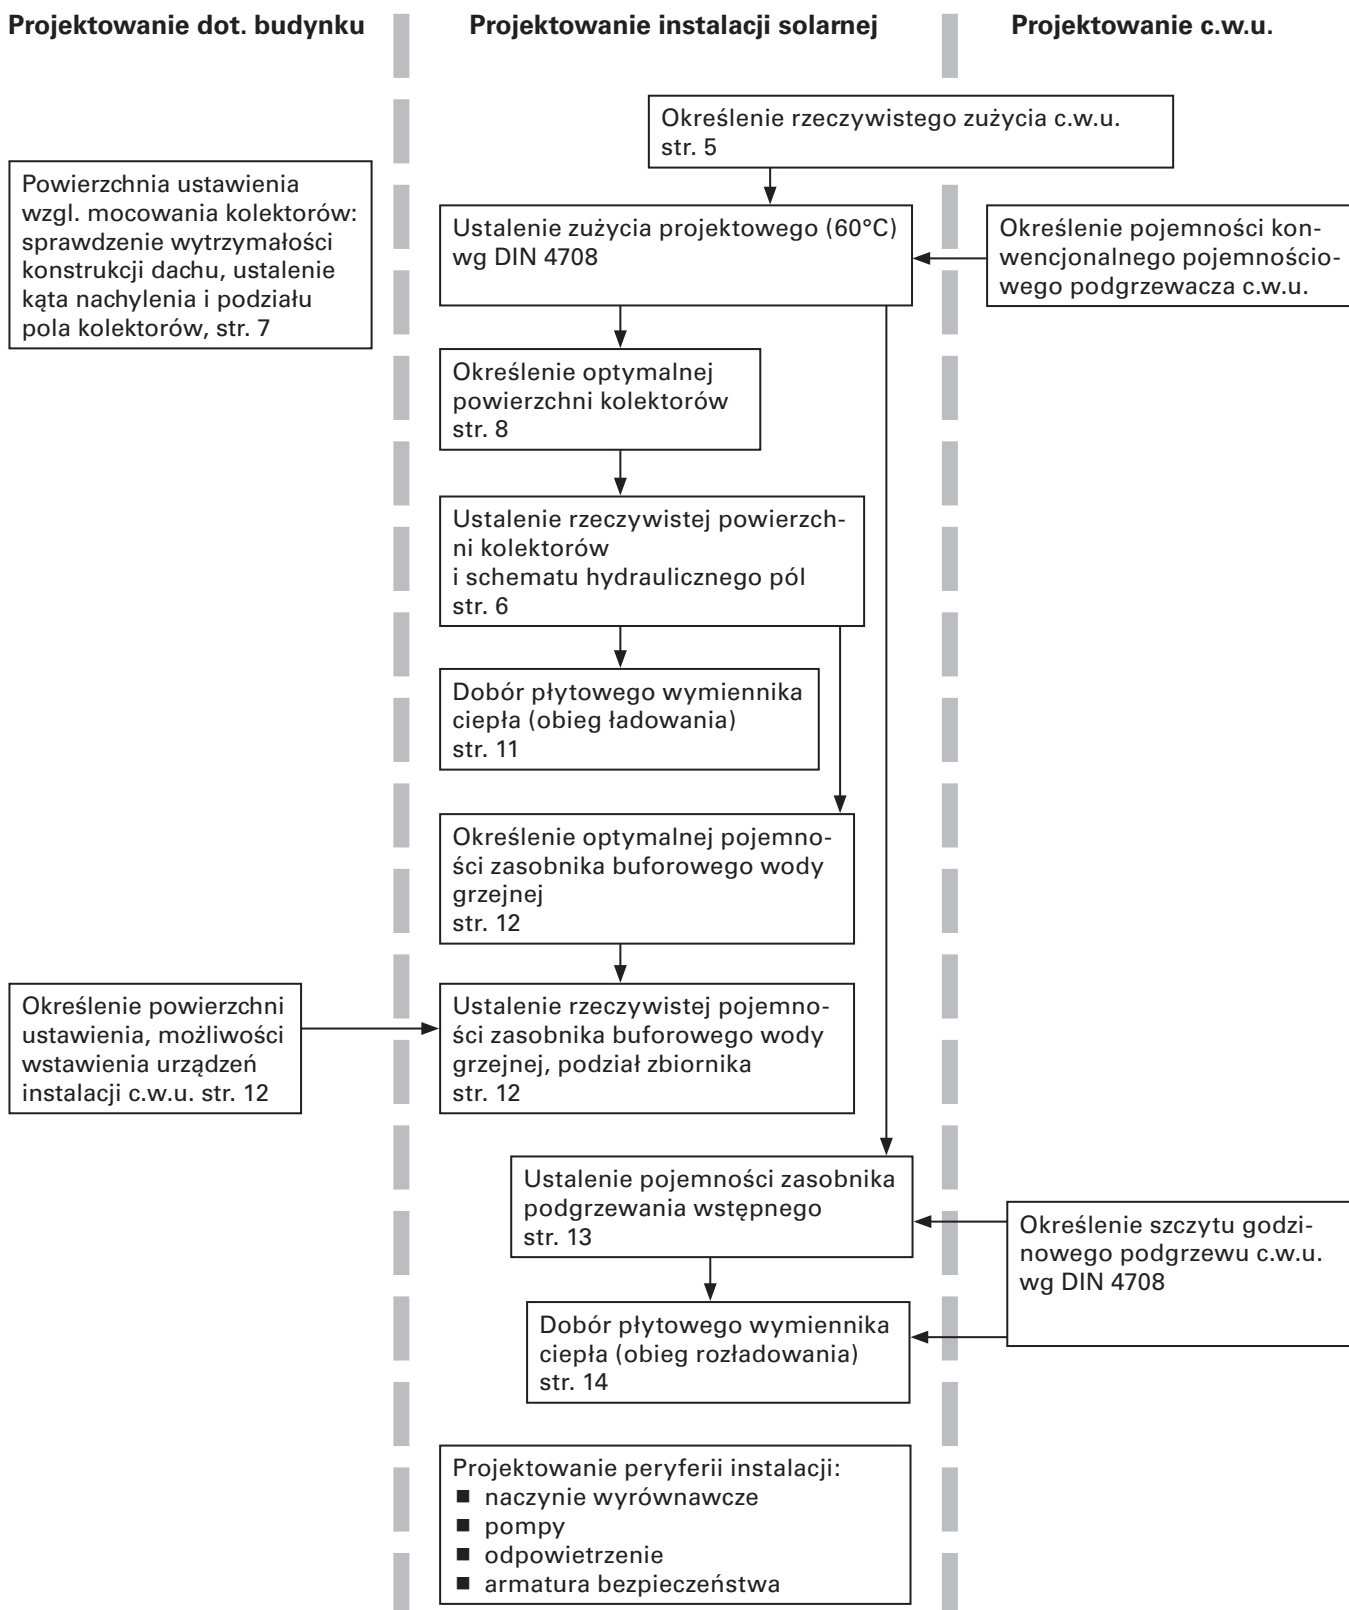 Projektowanie dot. budynku
Projektowanie instalacji solarnej
Projektowanie c.w.u.
Określenie rzeczywistego zużycia c.w.u.
str. 5
Powierzchnia ustawienia
wzgl. mocowania kolektorów:
sprawdzenie wytrzymałości
konstrukcji dachu, ustalenie
kąta nachylenia i podziału
pola kolektorów, str. 7
Ustalenie zużycia projektowego (60°C)
wg DIN 4708
Określenie pojemności kon-
wencjonalnego pojemnościo-
wego podgrzewacza c.w.u.
Określenie optymalnej
powierzchni kolektorów
str. 8
Ustalenie rzeczywistej powierzch-
ni kolektorów
i schematu hydraulicznego pól
str. 6
Dobór płytowego wymiennika
ciepła (obieg ładowania)
str. 11
Określenie optymalnej pojemno-
ści zasobnika buforowego wody
grzejnej
str. 12
Określenie powierzchni
ustawienia, możliwości
wstawienia urządzeń
instalacji c.w.u. str. 12
Ustalenie rzeczywistej pojemno-
ści zasobnika buforowego wody
grzejnej, podział zbiornika
str. 12
Ustalenie pojemności zasobnika
podgrzewania wstępnego
str. 13
Określenie szczytu godzi-
nowego podgrzewu c.w.u.
wg DIN 4708
Dobór płytowego wymiennika
ciepła (obieg rozładowania)
str. 14
Projektowanie peryferii instalacji:
■ naczynie wyrównawcze
■ pompy
■ odpowietrzenie
■ armatura bezpieczeństwa